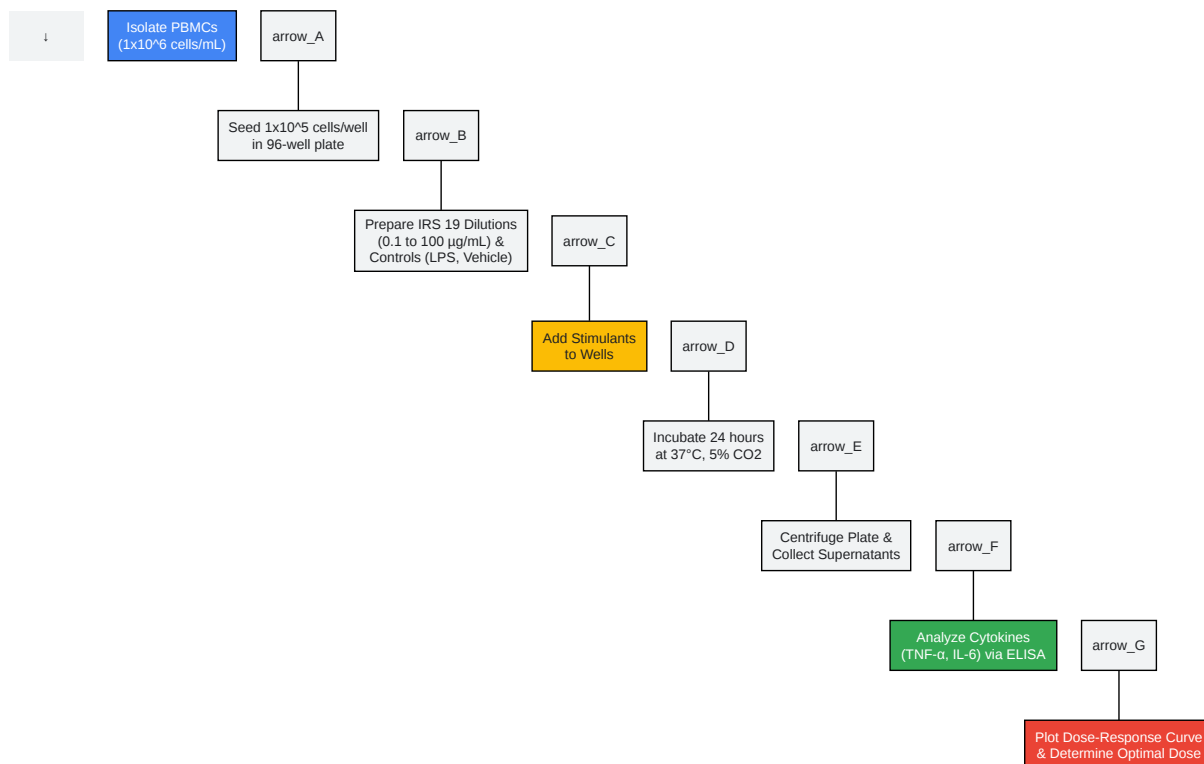 ↓
Isolate PBMCs
(1x10^6 cells/mL)
arrow_A
Seed 1x10^5 cells/well
in 96-well plate
arrow_B
Prepare IRS 19 Dilutions
(0.1 to 100 µg/mL) &
Controls (LPS, Vehicle)
arrow_C
Add Stimulants
to Wells
arrow_D
Incubate 24 hours
at 37°C, 5% CO2
arrow_E
Centrifuge Plate &
Collect Supernatants
arrow_F
Analyze Cytokines
(TNF-α, IL-6) via ELISA
arrow_G
Plot Dose-Response Curve
& Determine Optimal Dose